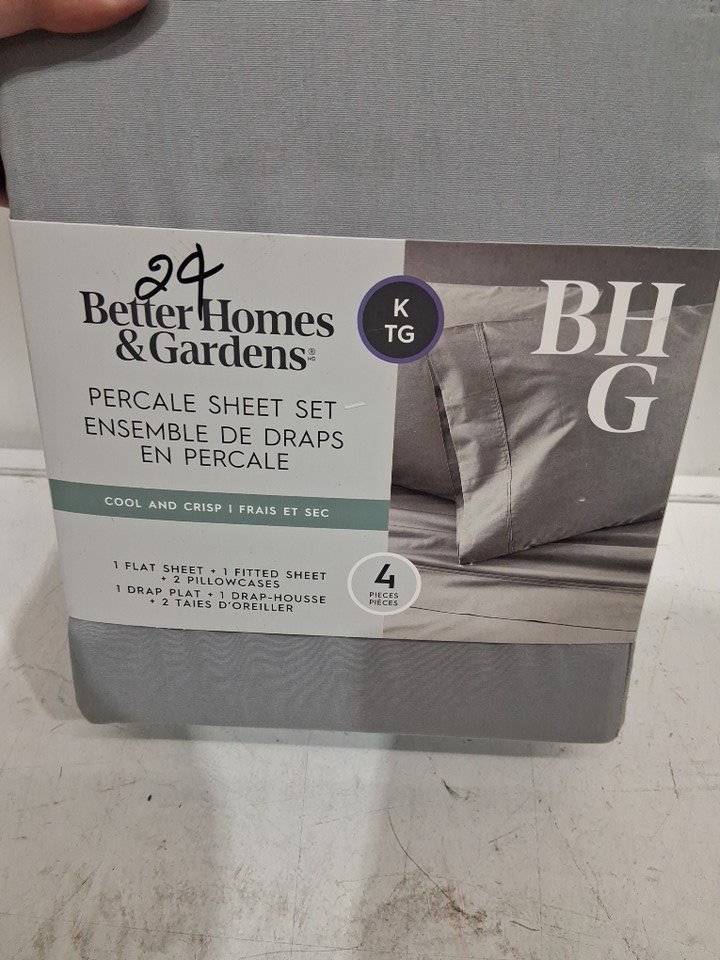 24
Better Homes
& Gardens®
MD
PERCALE SHEET SET
ENSEMBLE DE DRAPS
EN PERCALE
COOL AND CRISP | FRAIS ET SEC
1 FLAT SHEET + 1 FITTED SHEET
+ 2 PILLOWCASES
1 DRAP PLAT + 1 DRAP-HOUSSE
+ 2 TAIES D'OREILLER
K
TG
4
PIECES
PIÈCES
BH
G